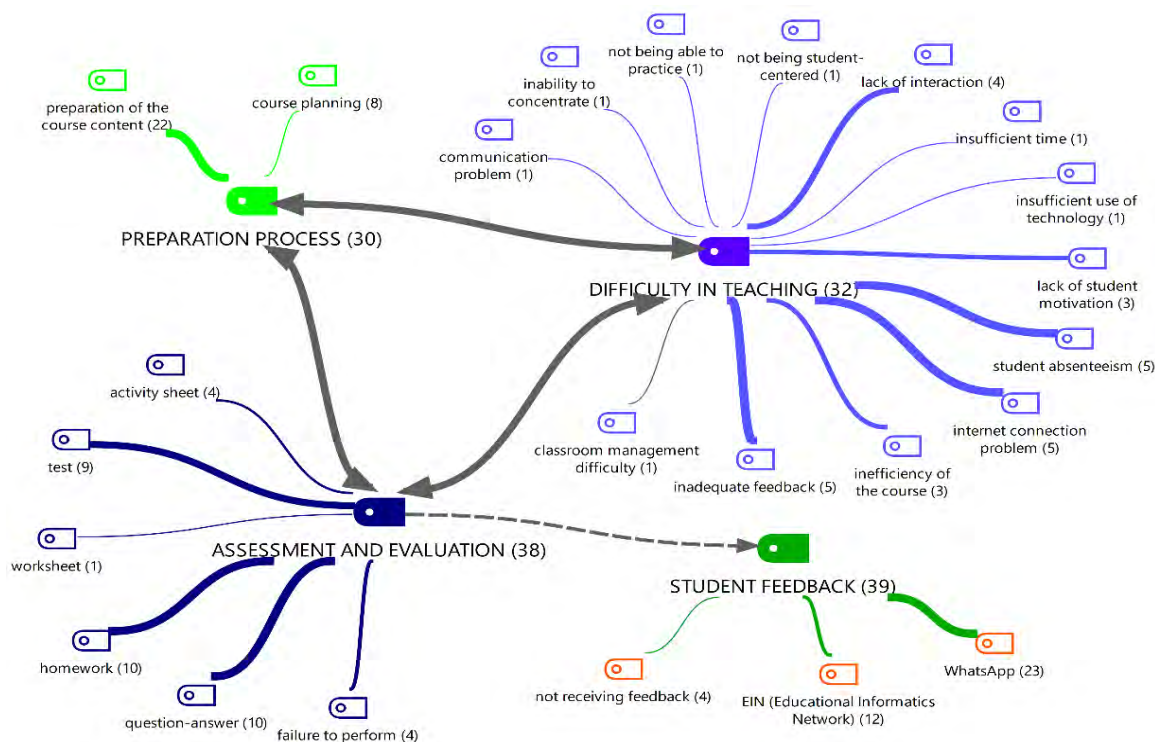 not being able to
practice (1)
not being student-
centered (1)
inability to
concentrate (1)
lack of interaction (4)
preparation of the
course content (22)
course planning (8)
communication
problem (1)
insufficient time (1)
insufficient use of
technology (1)
PREPARATION PROCESS (30)
DIFFICULTY IN TEACHING (32)
lack of student
motivation (3)
student absenteeism (5)
activity sheet (4)
internet connection
problem (5)
classroom management
difficulty (1)
inadequate feedback (5)
inefficiency of
the course (3)
test (9)
worksheet (1)
ASSESSMENT AND EVALUATION (38)
STUDENT FEEDBACK (39)
homework (10)
question-answer (10)
failure to perform (4)
not receiving feedback (4)
EIN (Educational Informatics
Network) (12)
WhatsApp (23)